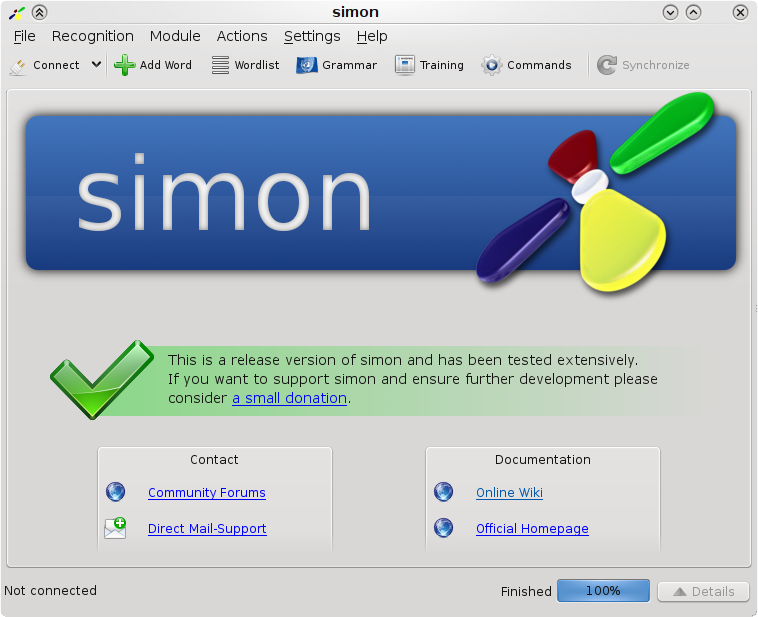 simon
File Recognition Module Actions Settings Help
Connect Add Word Wordlist Grammar Training Commands Synchronize
simon
This is a release version of simon and has been tested extensively.
If you want to support simon and ensure further development please
consider a small donation.
Contact Documentation
Community Forums Online Wiki
Direct Mail-Support Official Homepage
Not connected Finished 100% Details